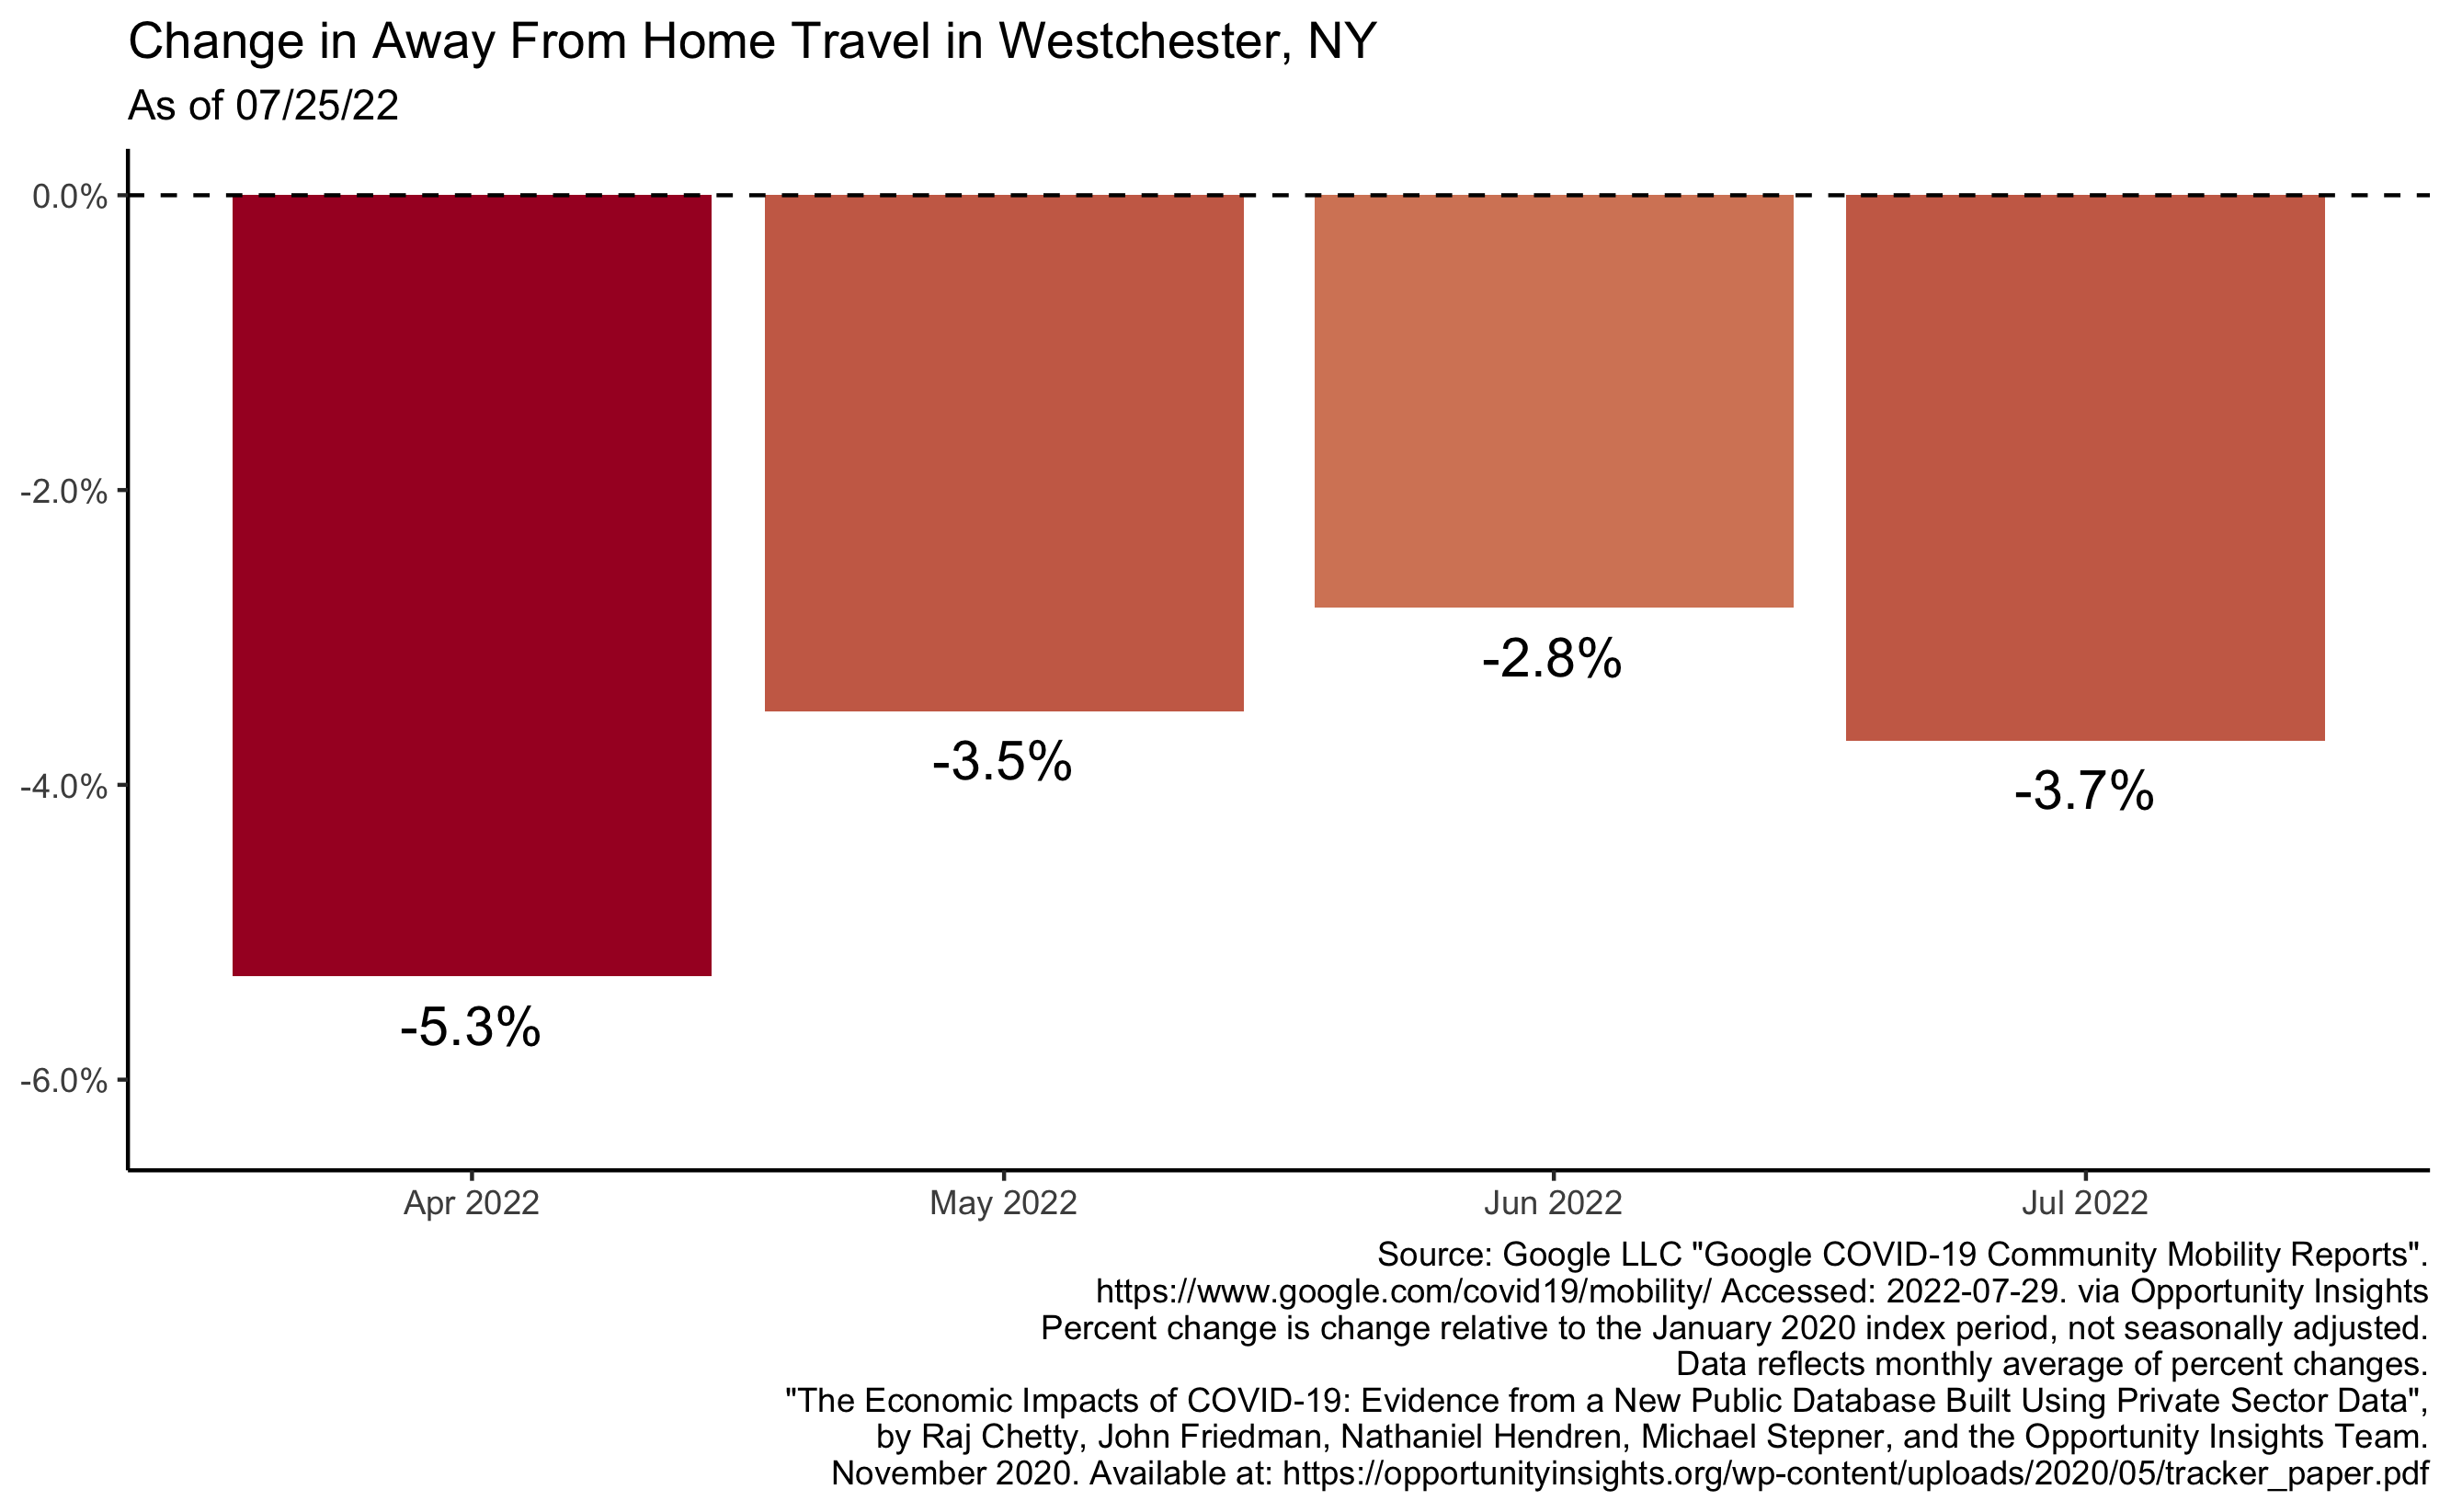 Change in Away From Home Travel in Westchester, NY
As of 07/25/22
0.0%
-2.0%
-4.0%
-6.0%
-5.3%
-3.5%
-2.8%
-3.7%
Apr 2022
May 2022
Jun 2022
Jul 2022
Source: Google LLC "Google COVID-19 Community Mobility Reports".
https://www.google.com/covid19/mobility/ Accessed: 2022-07-29. via Opportunity Insights
Percent change is change relative to the January 2020 index period, not seasonally adjusted.
Data reflects monthly average of percent changes.
"The Economic Impacts of COVID-19: Evidence from a New Public Database Built Using Private Sector Data",
by Raj Chetty, John Friedman, Nathaniel Hendren, Michael Stepner, and the Opportunity Insights Team.
November 2020. Available at: https://opportunityinsights.org/wp-content/uploads/2020/05/tracker_paper.pdf